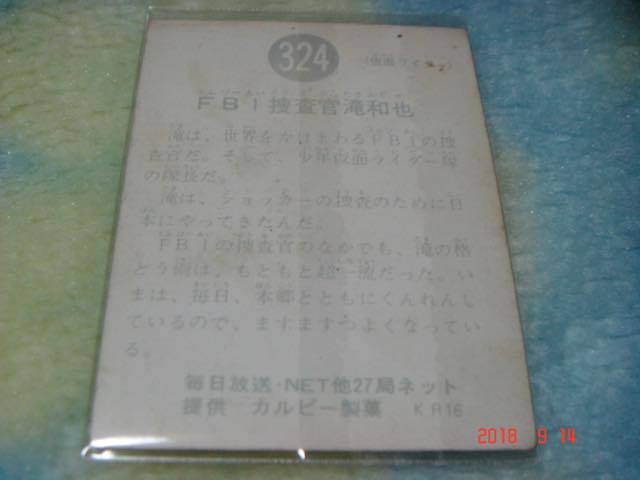 324
(仮面ライダー)
FBI捜査官滝和也
滝は、世界をかけまわるFBIの捜
査官だ。そして、少年仮面ライダー隊
の隊長だ。
滝は、ショッカーの捜査のために日
本にやってきたんだ。
FBIの捜査官のなかでも、滝の格
とう術は、もともと超一流だった。い
まは、毎日、本郷とともにくんれんし
ているので、ますますつよくなってい
る。
毎日放送・NET他27局ネット
提供 カルビー製菓 KR16
2018 9 14